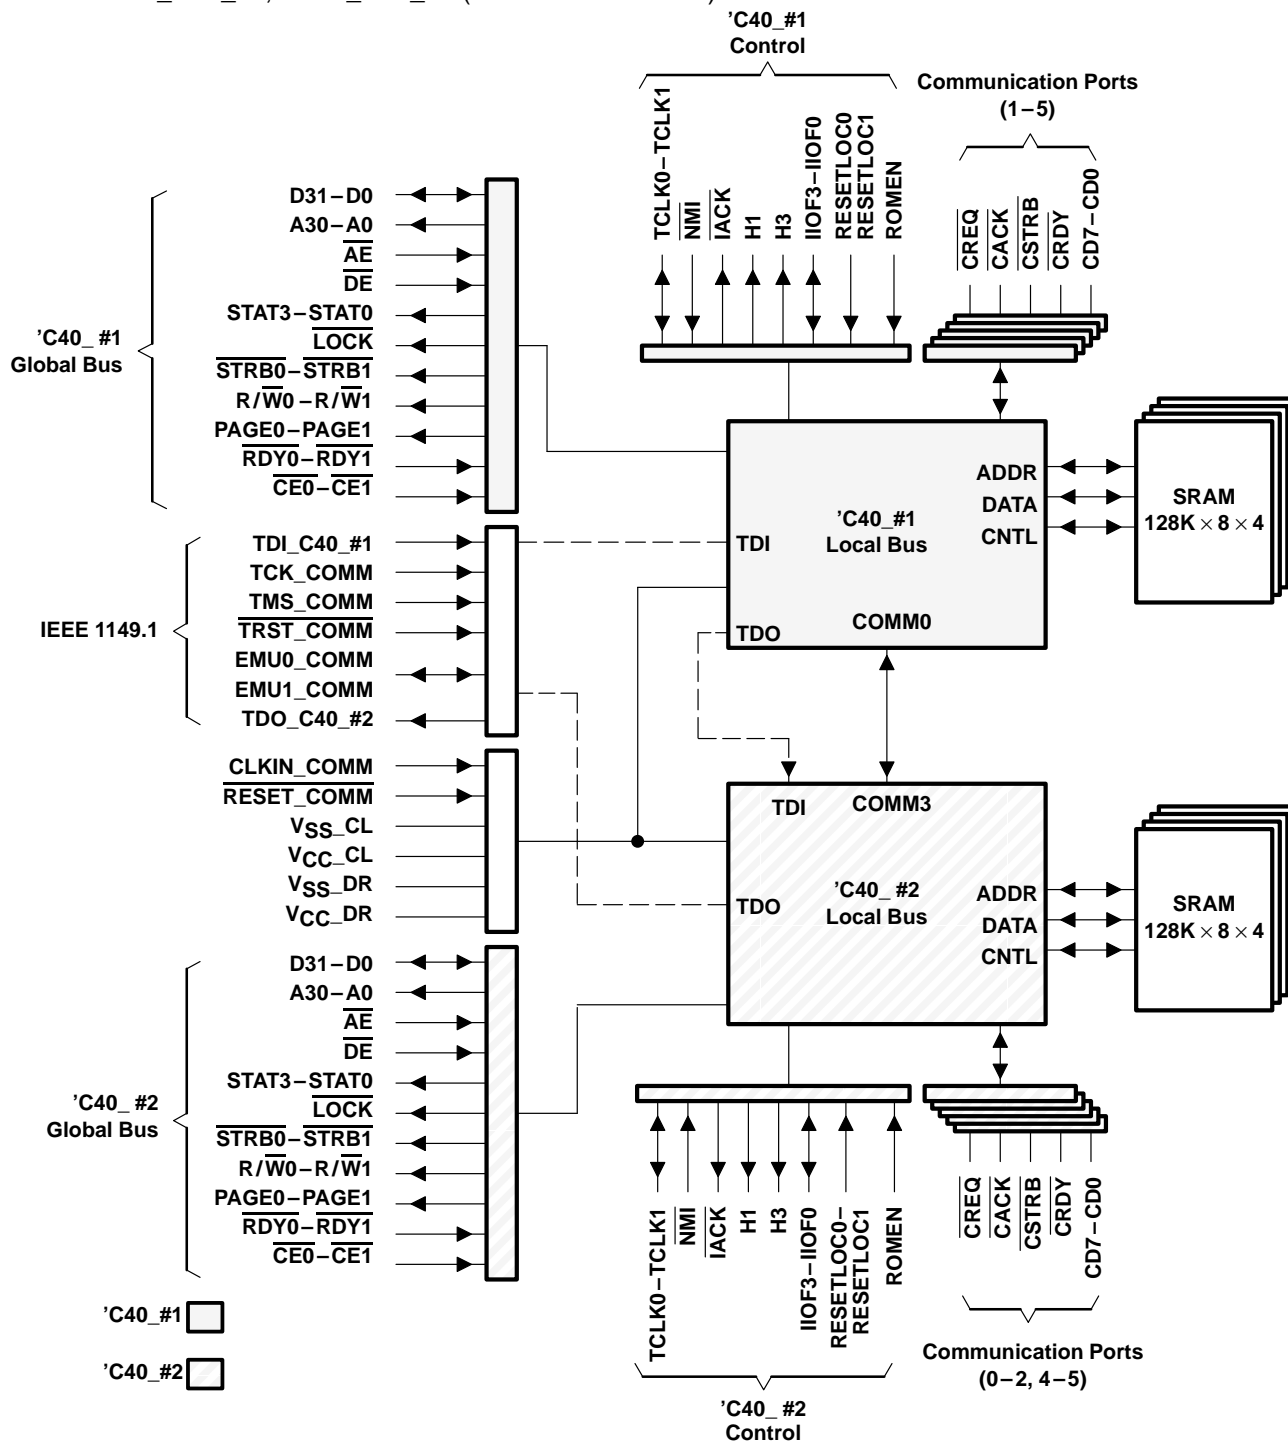 'C40_#1
Control
Communication Ports
(1–5)
TCLK0–TCLK1
NMI
IACK
H1
H3
IIOF3–IIOF0
RESETLOC0
RESETLOC1
ROMEN
CREQ
CACK
CSTRB
CRDY
CD7–CD0
'C40_ #1
Global Bus
D31–D0
A30–A0
AE
DE
STAT3–STAT0
LOCK
STRB0–STRB1
R/W0–R/W1
PAGE0–PAGE1
RDY0–RDY1
CE0–CE1
IEEE 1149.1
TDI_C40_#1
TCK_COMM
TMS_COMM
TRST_COMM
EMU0_COMM
EMU1_COMM
TDO_C40_#2
CLKIN_COMM
RESET_COMM
VSS_CL
VCC_CL
VSS_DR
VCC_DR
'C40_#1
Local Bus
TDI
TDO
COMM0
ADDR
DATA
CNTL
SRAM
128K × 8 × 4
TDI
COMM3
TDO
'C40_ #2
Local Bus
ADDR
DATA
CNTL
SRAM
128K × 8 × 4
'C40_ #2
Global Bus
D31–D0
A30–A0
AE
DE
STAT3–STAT0
LOCK
STRB0–STRB1
R/W0–R/W1
PAGE0–PAGE1
RDY0–RDY1
CE0–CE1
TCLK0–TCLK1
NMI
IACK
H1
H3
IIOF3–IIOF0
RESETLOC0–
RESETLOC1
ROMEN
CREQ
CACK
CSTRB
CRDY
CD7–CD0
'C40_ #2
Control
Communication Ports
(0–2, 4–5)
'C40_#1
'C40_#2